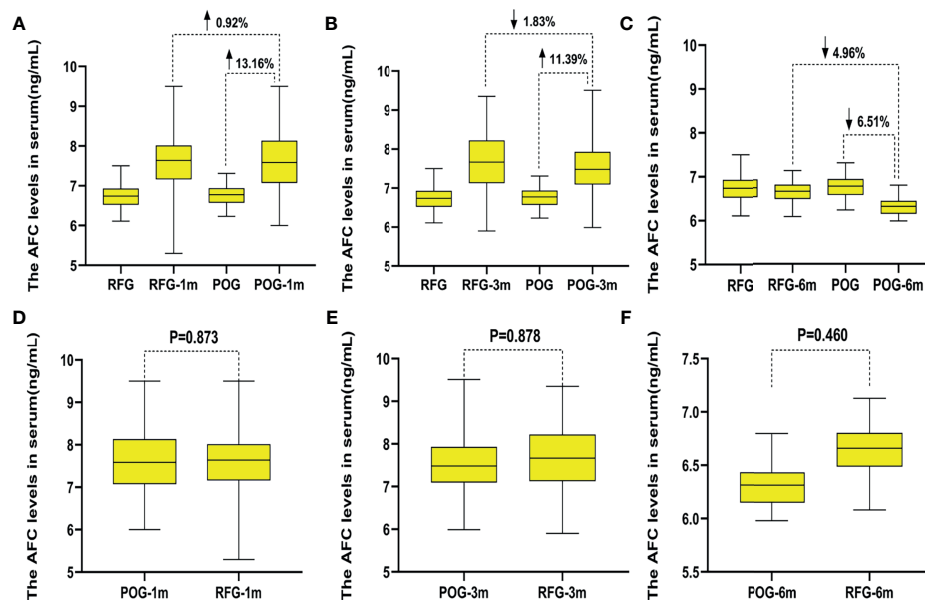 A
The AFC levels in serum(ng/mL)
10
9
8
7
6
5
0.92%
13.16%
RFG
RFG-1m
POG
POG-1m
B
The AFC levels in serum(ng/mL)
10
9
8
7
6
5
1.83%
11.39%
RFG
RFG-3m
POG
POG-3m
C
The AFC levels in serum(ng/mL)
10
9
8
7
6
5
4.96%
6.51%
RFG
RFG-6m
POG
POG-6m
D
The AFC levels in serum(ng/mL)
10
9
8
7
6
5
P=0.873
POG-1m
RFG-1m
E
The AFC levels in serum(ng/mL)
10
9
8
7
6
5
P=0.878
POG-3m
RFG-3m
F
The AFC levels in serum(ng/mL)
7.5
7.0
6.5
6.0
5.5
P=0.460
POG-6m
RFG-6m